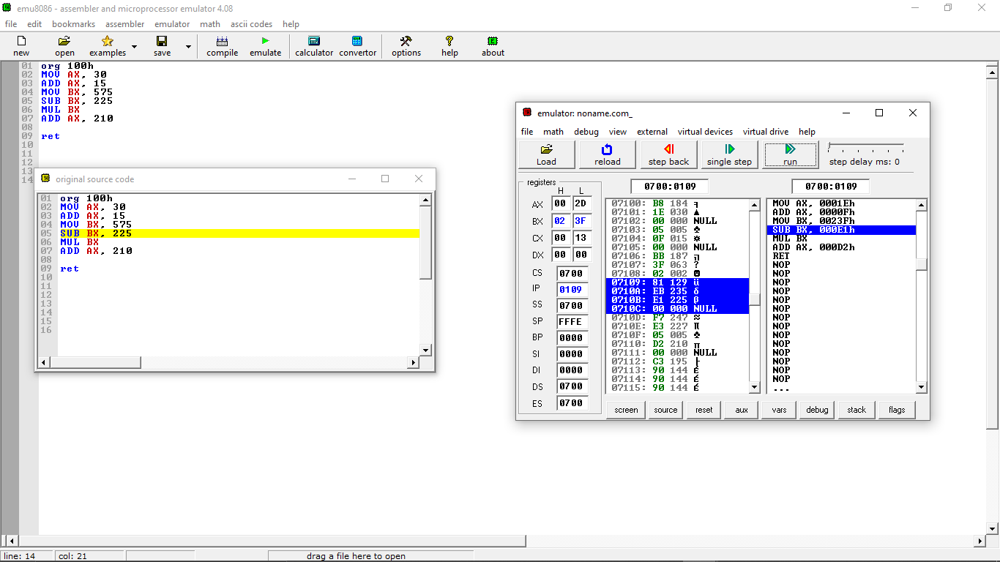 emu8086 - assembler and microprocessor emulator 4.08
file edit bookmarks assembler emulator math ascii codes help
new open examples save compile emulate calculator convertor options help about
01 org 100h
02 MOV AX, 30
03 ADD AX, 15
04 MOV BX, 575
05 SUB BX, 225
06 MUL BX
07 ADD AX, 210
08
09 ret
10
11
12
13
14
original source code
01 org 100h
02 MOV AX, 30
03 ADD AX, 15
04 MOV BX, 575
05 SUB BX, 225
06 MUL BX
07 ADD AX, 210
08
09 ret
10
11
12
13
14
15
16
emulator: noname.com_
file math debug view external virtual devices virtual drive help
Load reload step back single step run step delay ms: 0
registers
H L
AX 00 2D
BX 02 3F
CX 00 13
DX 00 00
CS 0700
IP 0109
SS 0700
SP FFFE
BP 0000
SI 0000
DI 0000
DS 0700
ES 0700
0700:0109
07100: B8 184 ╕
07101: 1E 030 ▲
07102: 00 000 NULL
07103: 05 005 ♣
07104: 0F 015 ☼
07105: 00 000 NULL
07106: BB 187 ╗
07107: 3F 063 ?
07108: 02 002 ☻
07109: 81 129 ü
0710A: EB 235 δ
0710B: E1 225 ß
0710C: 00 000 NULL
0710D: F7 247 ≈
0710E: E3 227 π
0710F: 05 005 ♣
07110: D2 210 ╥
07111: 00 000 NULL
07112: C3 195 ├
07113: 90 144 É
07114: 90 144 É
07115: 90 144 É
0700:0109
MOV AX, 0001Eh
ADD AX, 0000Fh
MOV BX, 0023Fh
SUB BX, 000E1h
MUL BX
ADD AX, 000D2h
RET
NOP
NOP
NOP
NOP
NOP
NOP
NOP
NOP
NOP
NOP
NOP
NOP
NOP
NOP
...
screen source reset aux vars debug stack flags
line: 14 col: 21 drag a file here to open